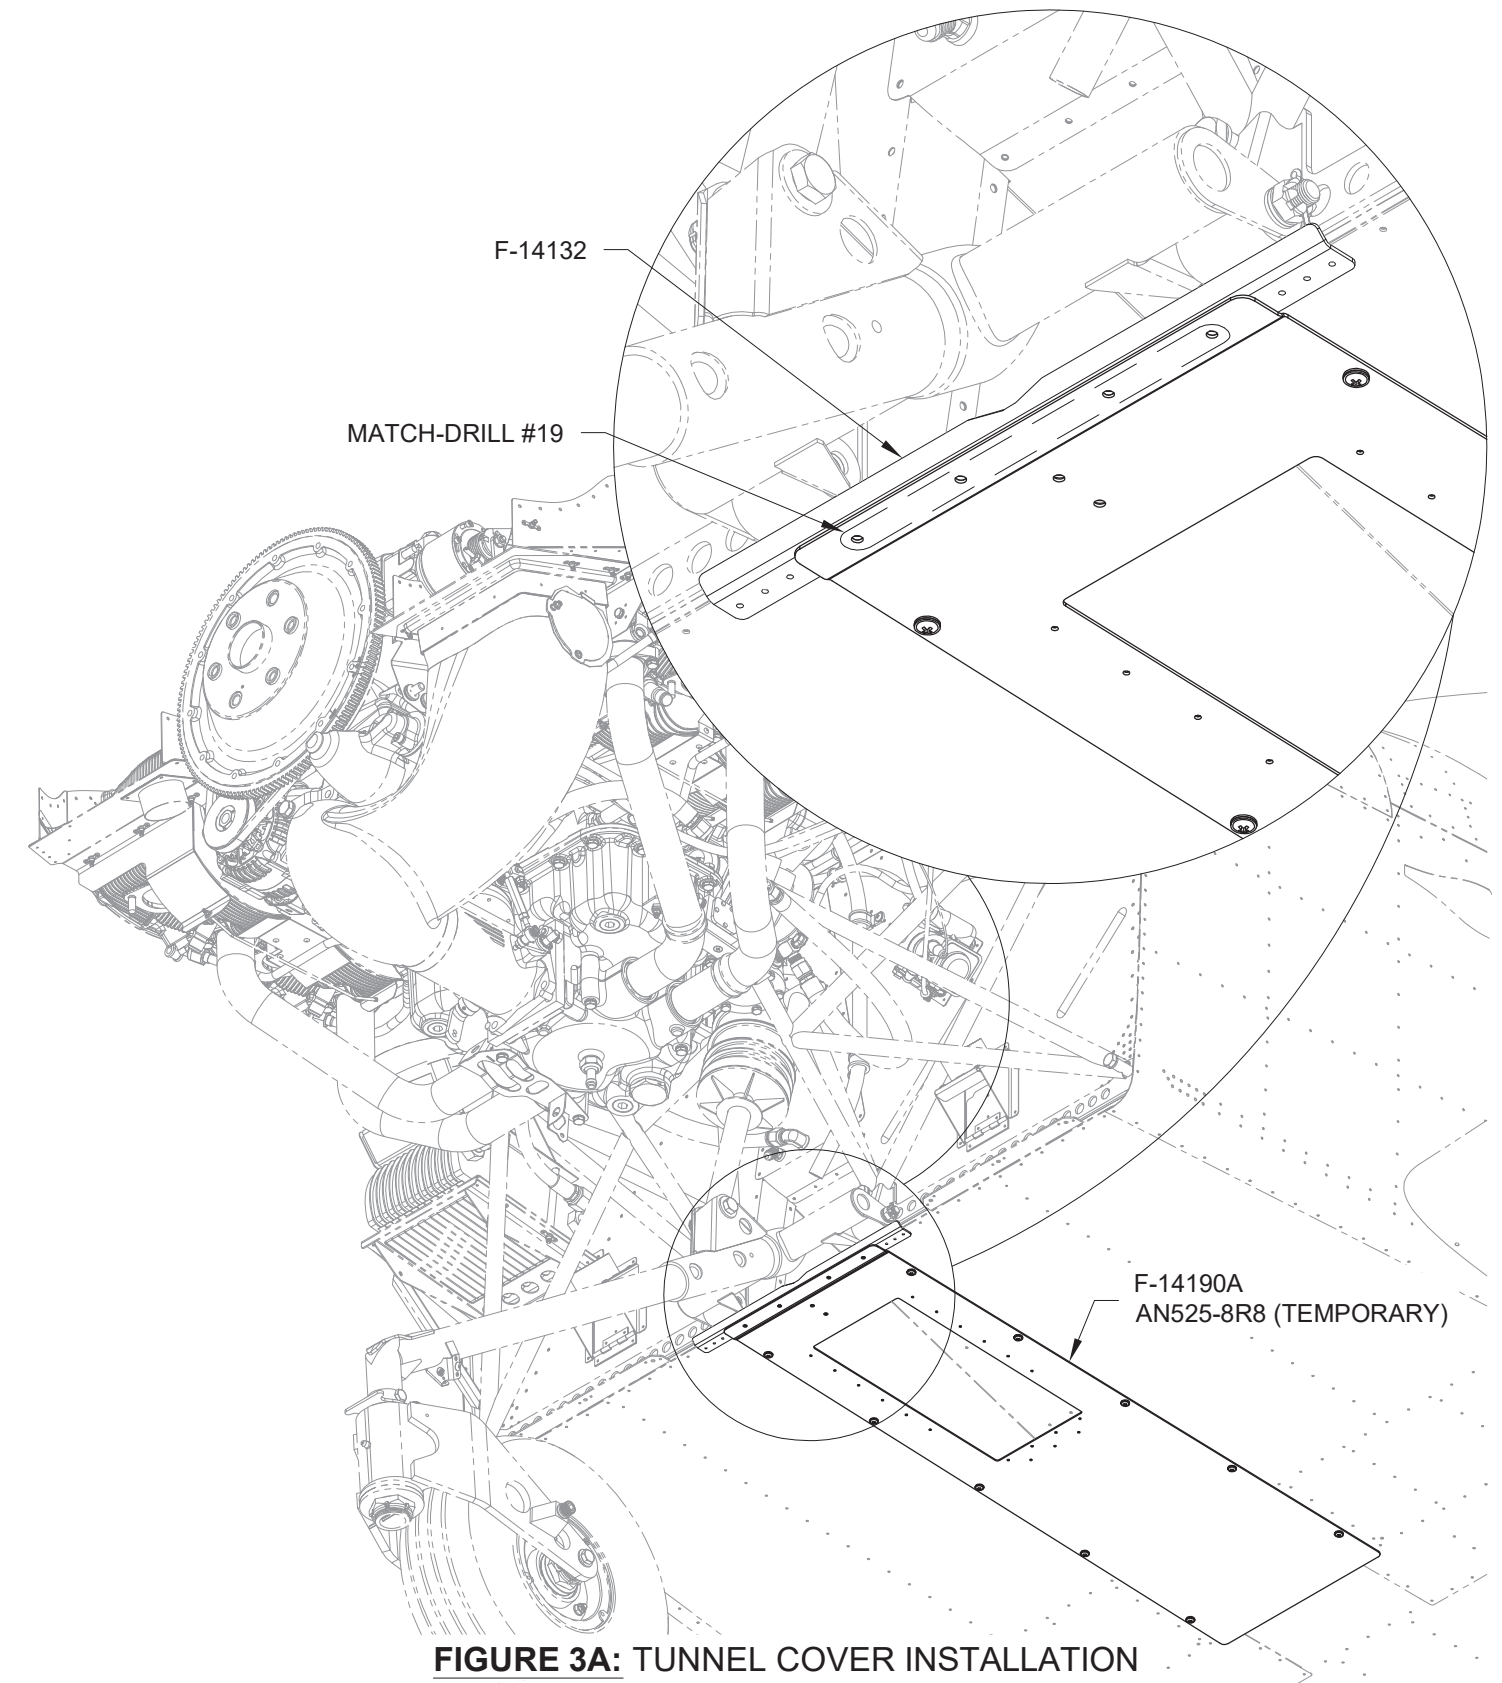 F-14132
MATCH-DRILL #19
F-14190A
AN525-8R8 (TEMPORARY)
FIGURE 3A: TUNNEL COVER INSTALLATION